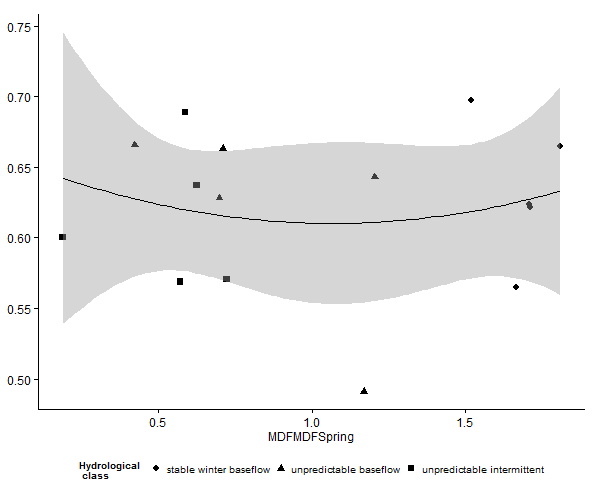 0.75
0.70
0.65
0.60
0.55
0.50
0.5 1.0 1.5
MDFMDFSpring
Hydrological class stable winter baseflow unpredictable baseflow unpredictable intermittent